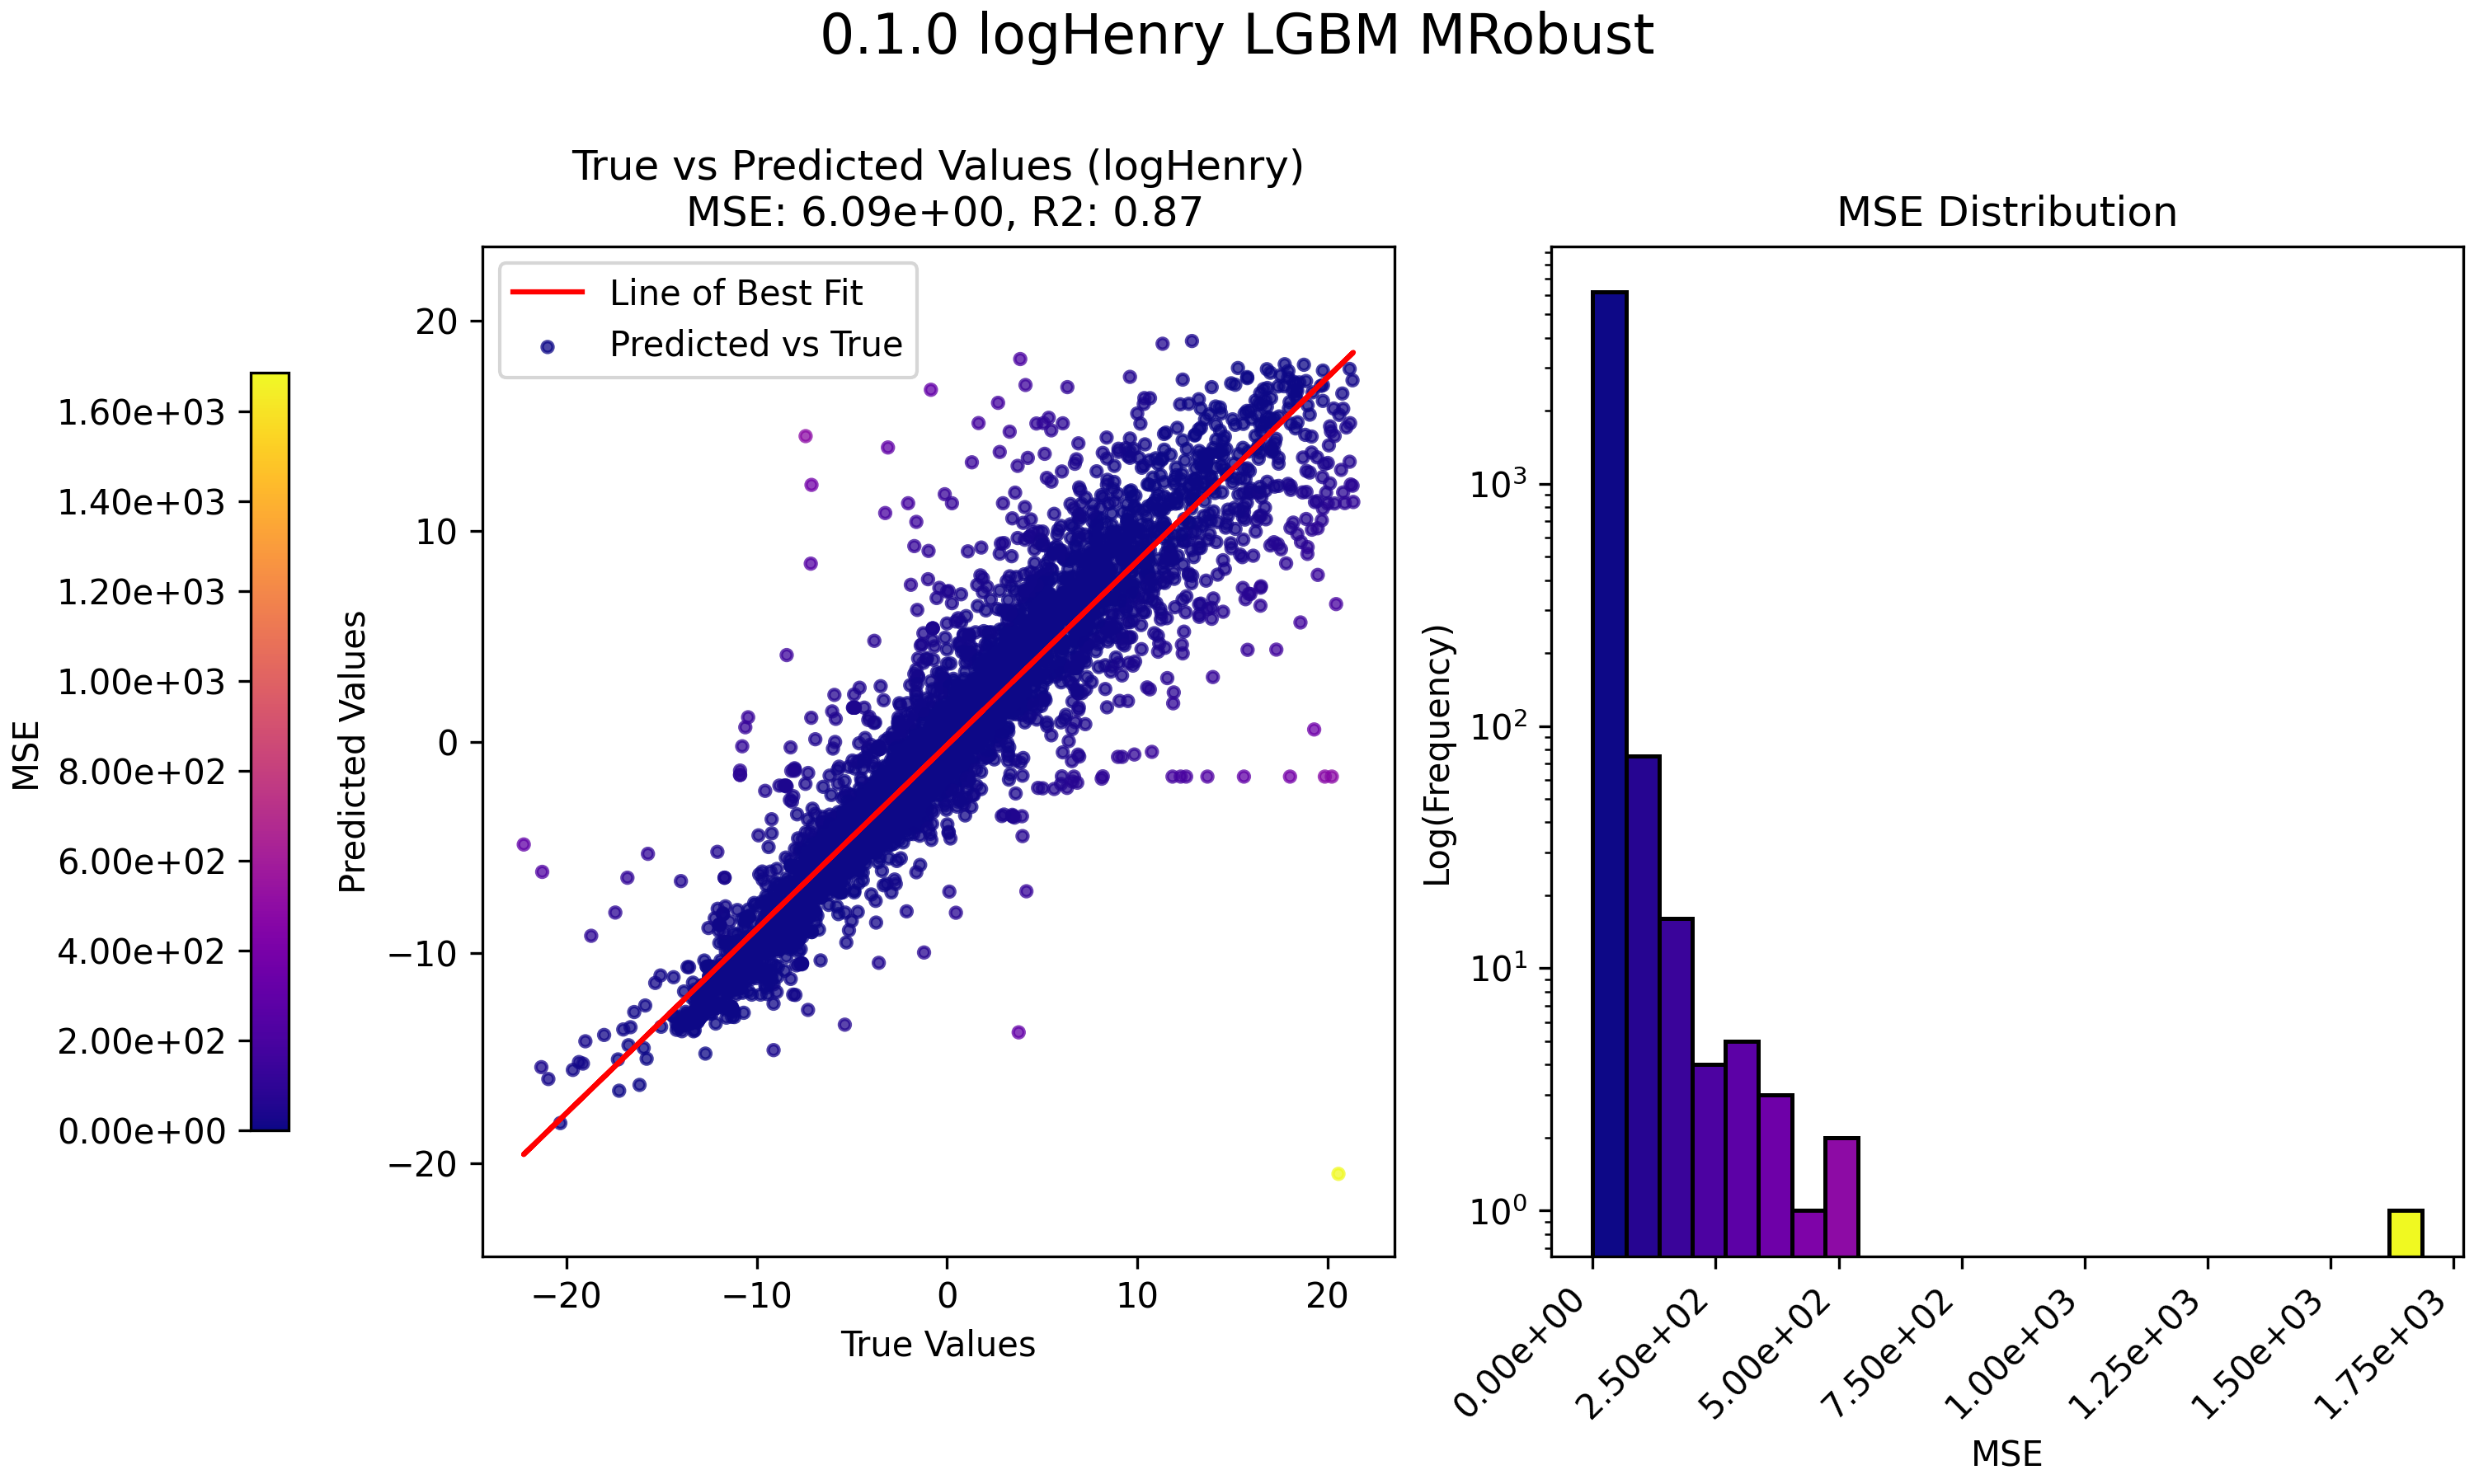 0.1.0 logHenry LGBM MRobust
MSE
1.60e+03
1.40e+03
1.20e+03
1.00e+03
8.00e+02
6.00e+02
4.00e+02
2.00e+02
0.00e+00
True vs Predicted Values (logHenry)
MSE: 6.09e+00, R2: 0.87
Line of Best Fit
Predicted vs True
Predicted Values
20
10
0
−10
−20
−20
−10
0
10
20
True Values
MSE Distribution
Log(Frequency)
10³
10²
10¹
10⁰
0.00e+00
2.50e+02
5.00e+02
7.50e+02
1.00e+03
1.25e+03
1.50e+03
1.75e+03
MSE